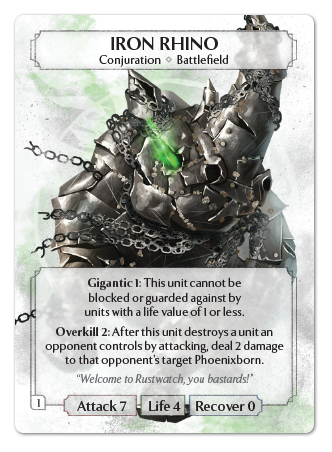 IRON RHINO
Conjuration ⋄ Battlefield
Gigantic 1: This unit cannot be
blocked or guarded against by
units with a life value of 1 or less.
Overkill 2: After this unit destroys a unit an
opponent controls by attacking, deal 2 damage
to that opponent's target Phoenixborn.
"Welcome to Rustwatch, you bastards!"
1 Attack 7 Life 4 Recover 0